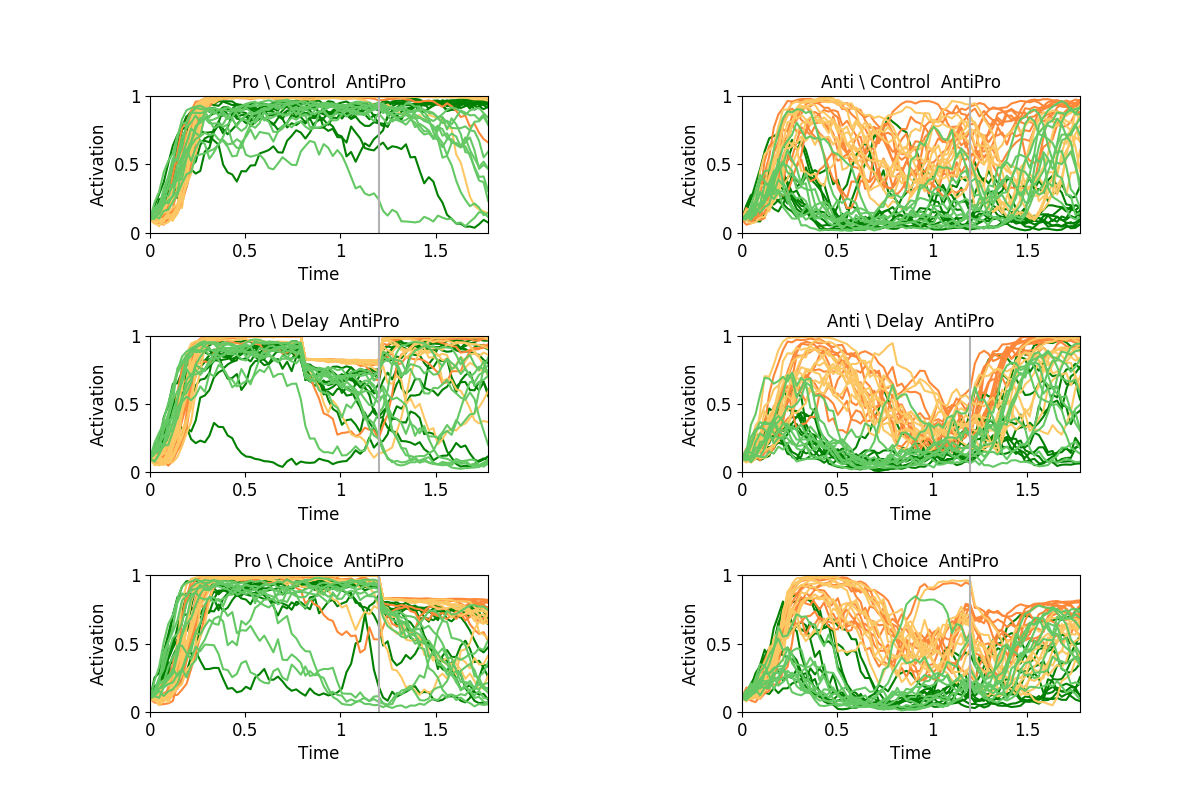 Pro \ Control  AntiPro
Activation
1
0.5
0
0
0.5
1
1.5
Time
Anti \ Control  AntiPro
Activation
1
0.5
0
0
0.5
1
1.5
Time
Pro \ Delay  AntiPro
Activation
1
0.5
0
0
0.5
1
1.5
Time
Anti \ Delay  AntiPro
Activation
1
0.5
0
0
0.5
1
1.5
Time
Pro \ Choice  AntiPro
Activation
1
0.5
0
0
0.5
1
1.5
Time
Anti \ Choice  AntiPro
Activation
1
0.5
0
0
0.5
1
1.5
Time